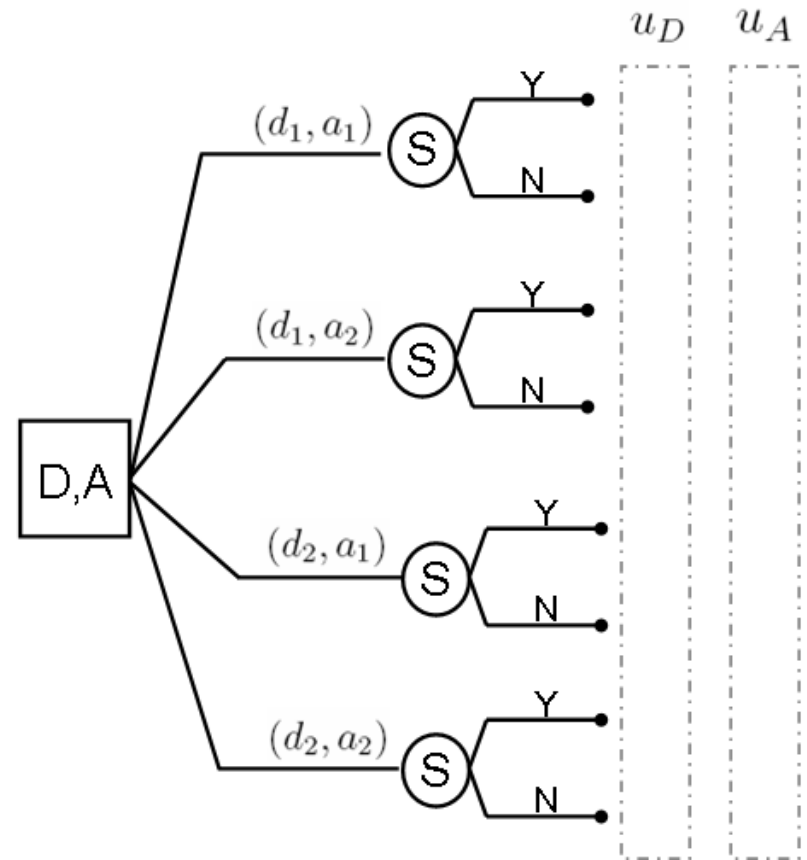 u_D u_A
Y
(d_1, a_1) S
N
Y
(d_1, a_2) S
N
D,A
Y
(d_2, a_1) S
N
Y
(d_2, a_2) S
N